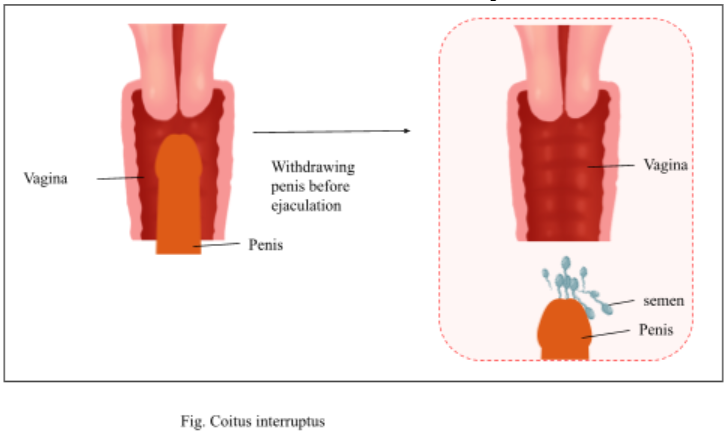 Vagina
Withdrawing
penis before
ejaculation
Penis
Vagina
semen
Penis
Fig. Coitus interruptus